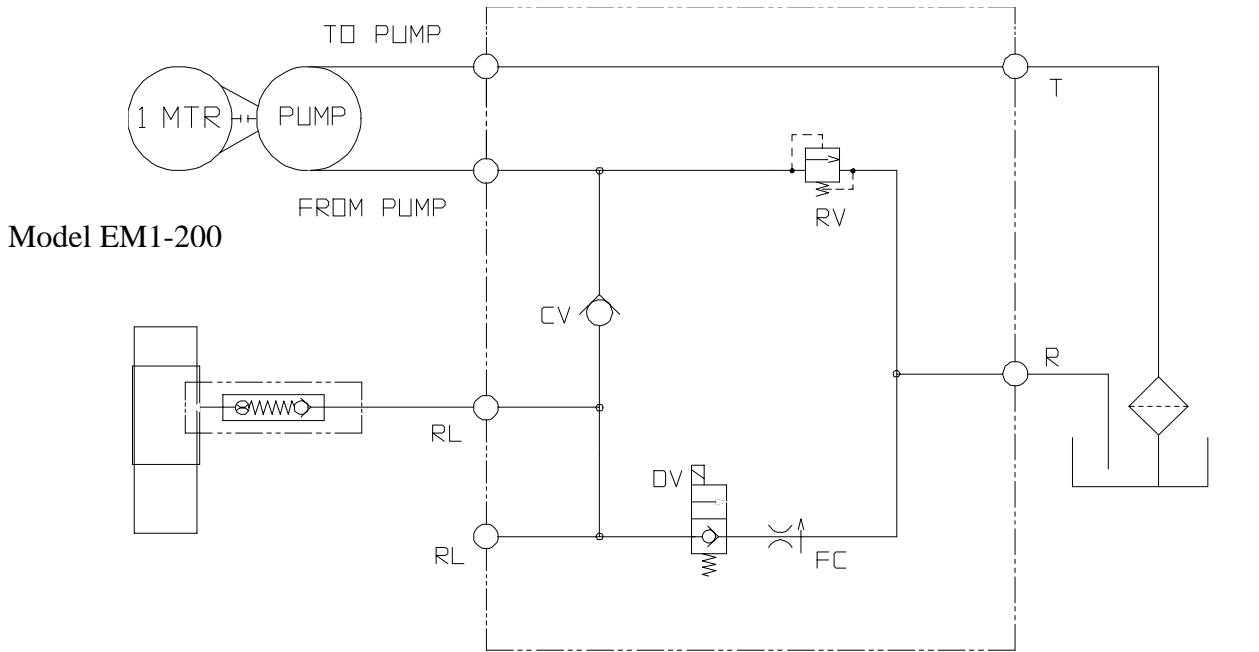 TO PUMP
T
1 MTR
PUMP
FROM PUMP
RV
Model EM1-200
CV
R
RL
DV
RL
FC